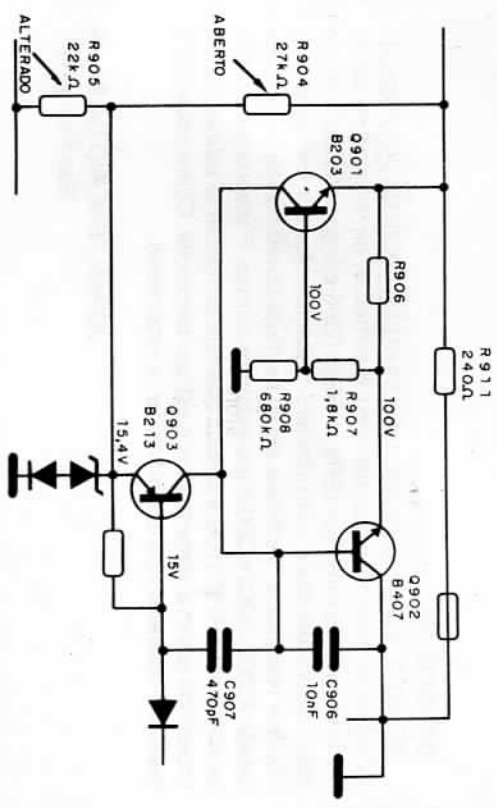 R911
240Ω
Q902
B407
R904
27kΩ
ABERTO
Q901
B203
R906
100V
100V
R907
1,8kΩ
R908
680kΩ
C906
10nF
R905
22kΩ
ALTERADO
Q903
B213
15,4V
15V
C907
470pF